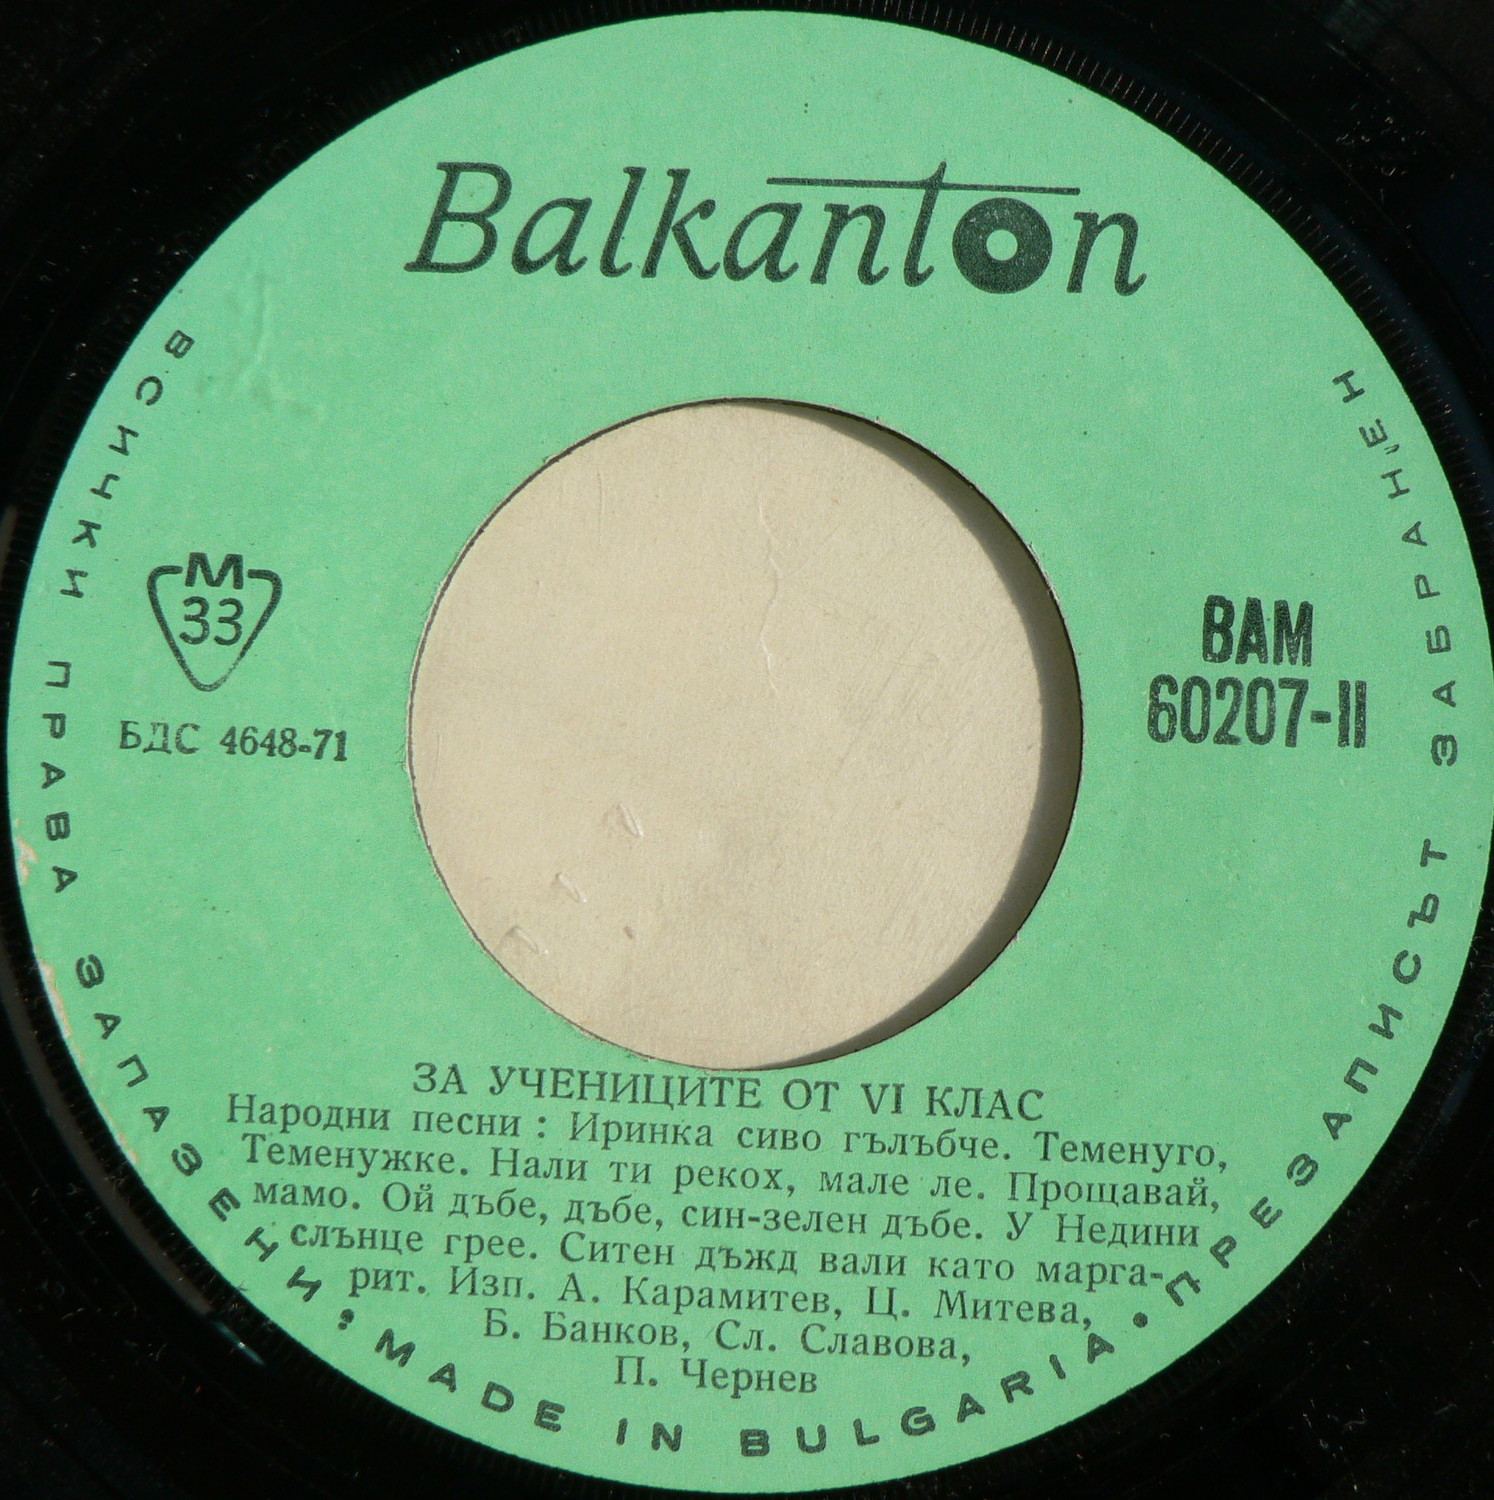 Balkanton
М
33
БДС 4648-71
ВАМ
60207-II
ЗА УЧЕНИЦИТЕ ОТ VI КЛАС
Народни песни : Иринка сиво гълъбче. Теменуго,
Теменужке. Нали ти рекох, мале ле. Прощавай,
мамо. Ой дъбе, дъбе, син-зелен дъбе. У Недини
слънце грее. Ситен дъжд вали като марга-
рит. Изп. А. Карамитев, Ц. Митева,
Б. Банков, Сл. Славова,
П. Чернев
ВСИЧКИ ПРАВА ЗАПАЗЕНИ • MADE IN BULGARIA • ПРЕЗАПИСЪТ ЗАБРАНЕН